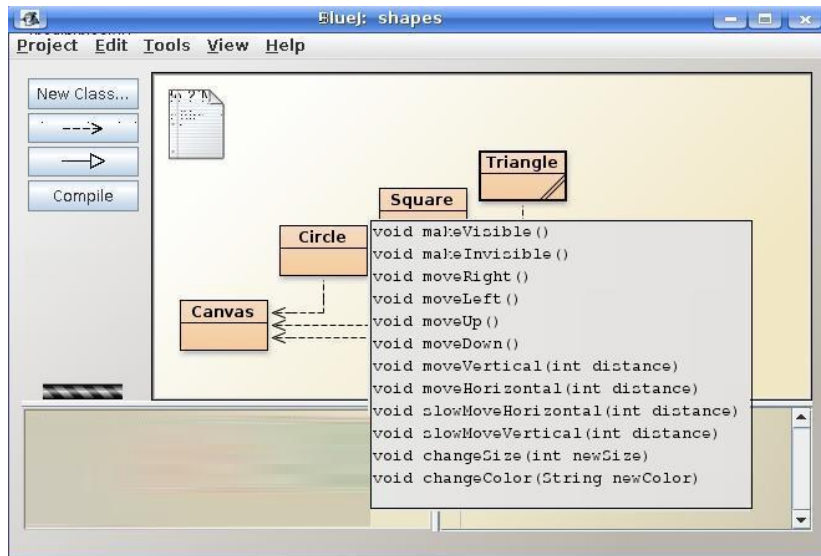 BlueJ: shapes
Project Edit Tools View Help
New Class...
Compile
Triangle
Square
Circle
Canvas
void makeVisible()
void makeInvisible()
void moveRight()
void moveLeft()
void moveUp()
void moveDown()
void moveVertical(int distance)
void moveHorizontal(int distance)
void slowMoveHorizontal(int distance)
void slowMoveVertical(int distance)
void changeSize(int newSize)
void changeColor(String newColor)